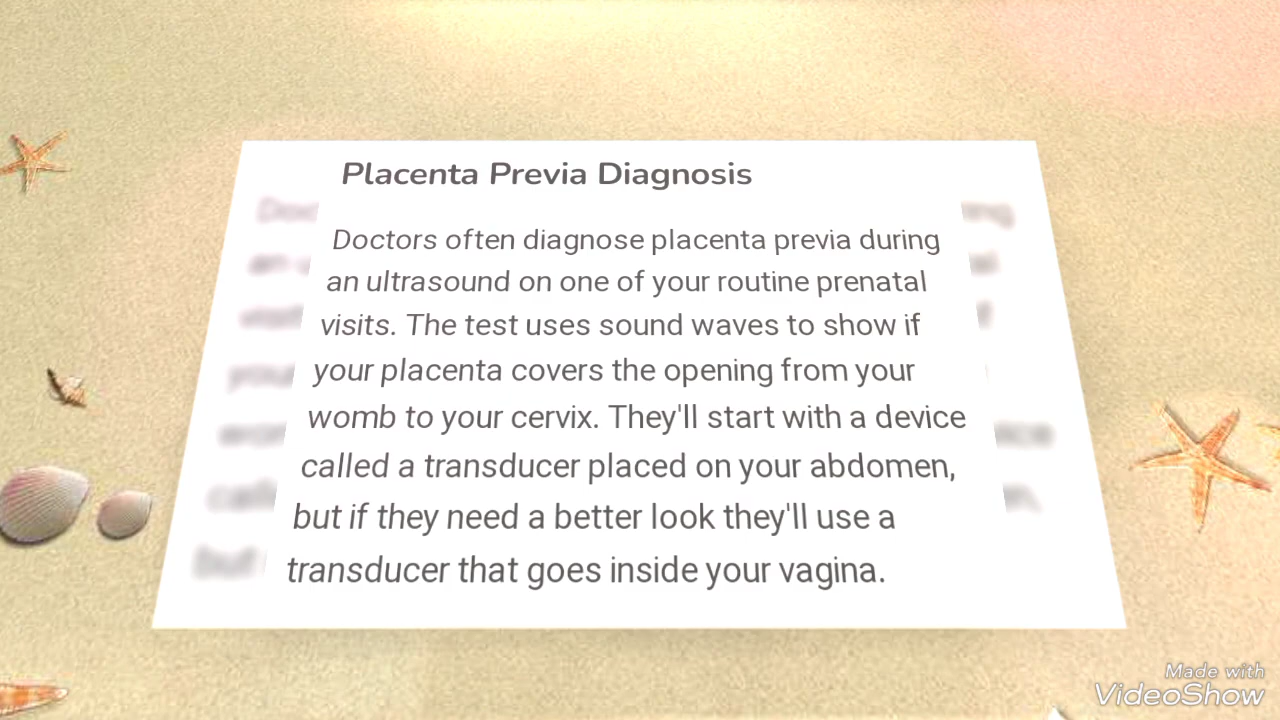 Placenta Previa Diagnosis
Doctors often diagnose placenta previa during
an ultrasound on one of your routine prenatal
visits. The test uses sound waves to show if
your placenta covers the opening from your
womb to your cervix. They'll start with a device
called a transducer placed on your abdomen,
but if they need a better look they'll use a
transducer that goes inside your vagina.
Made with
VideoShow